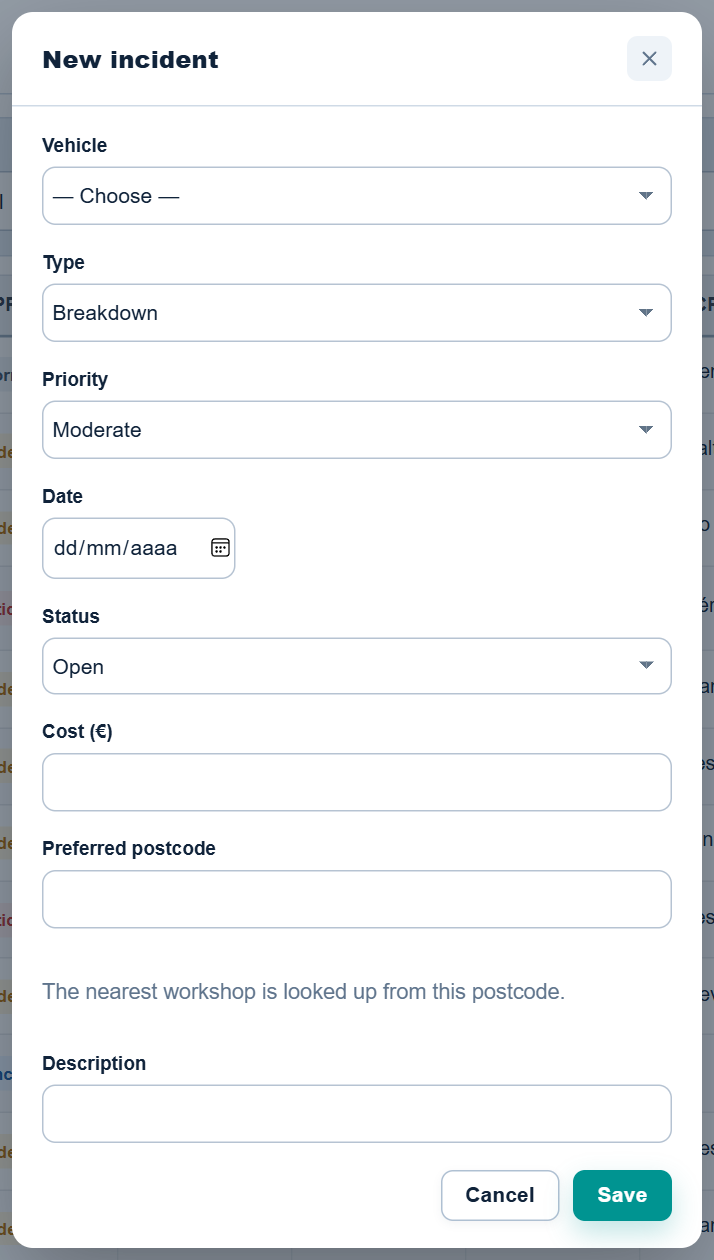 New incident
Vehicle
— Choose —
Type
Breakdown
Priority
Moderate
Date
dd/mm/aaaa
Status
Open
Cost (€)
Preferred postcode
The nearest workshop is looked up from this postcode.
Description
Cancel
Save